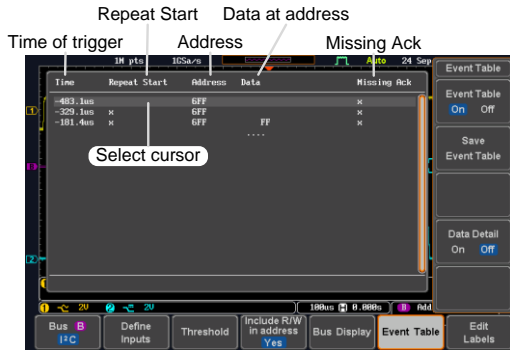 Repeat Start Data at address
Time of trigger Address Missing Ack
1M pts 1GSa/s Auto 24 Sep
Event Table
Time Repeat Start Address Data Missing Ack
-483.1us 6FF x
-329.1us x 6FF x
-181.4us x 6FF FF x
----
Select cursor
Event Table
On Off
Save
Event Table
Data Detail
On Off
1 2V 2 2V 100us 0.000s B Add
Bus B
I²C
Define
Inputs
Threshold
Include R/W
in address
Yes
Bus Display
Event Table
Edit
Labels